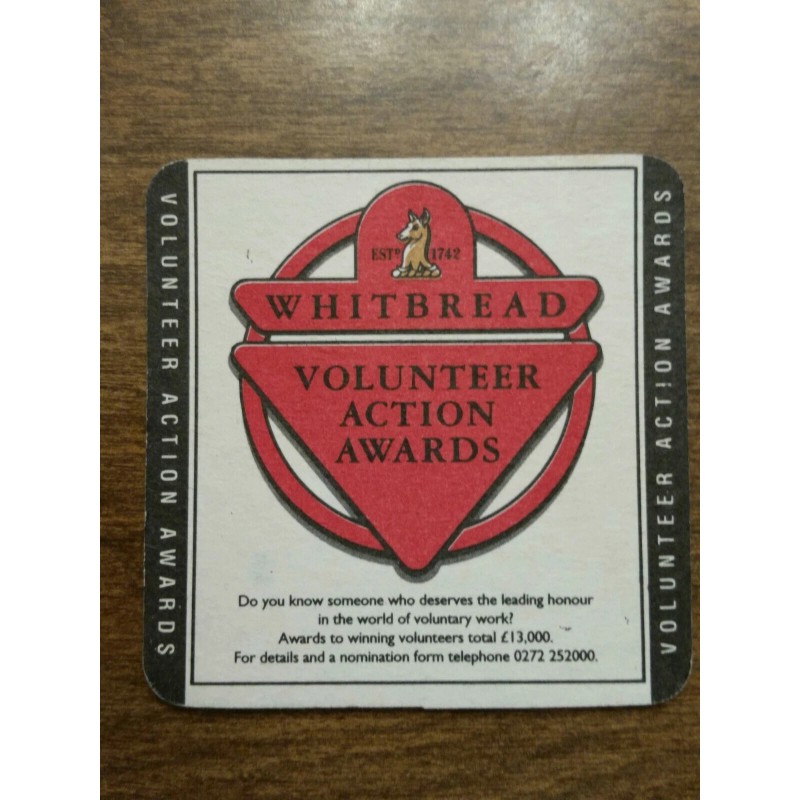 VOLUNTEER ACTION AWARDS
ESTD 1742
WHITBREAD
VOLUNTEER
ACTION
AWARDS
Do you know someone who deserves the leading honour
in the world of voluntary work?
Awards to winning volunteers total £13,000.
For details and a nomination form telephone 0272 252000.
VOLUNTEER ACTION AWARDS